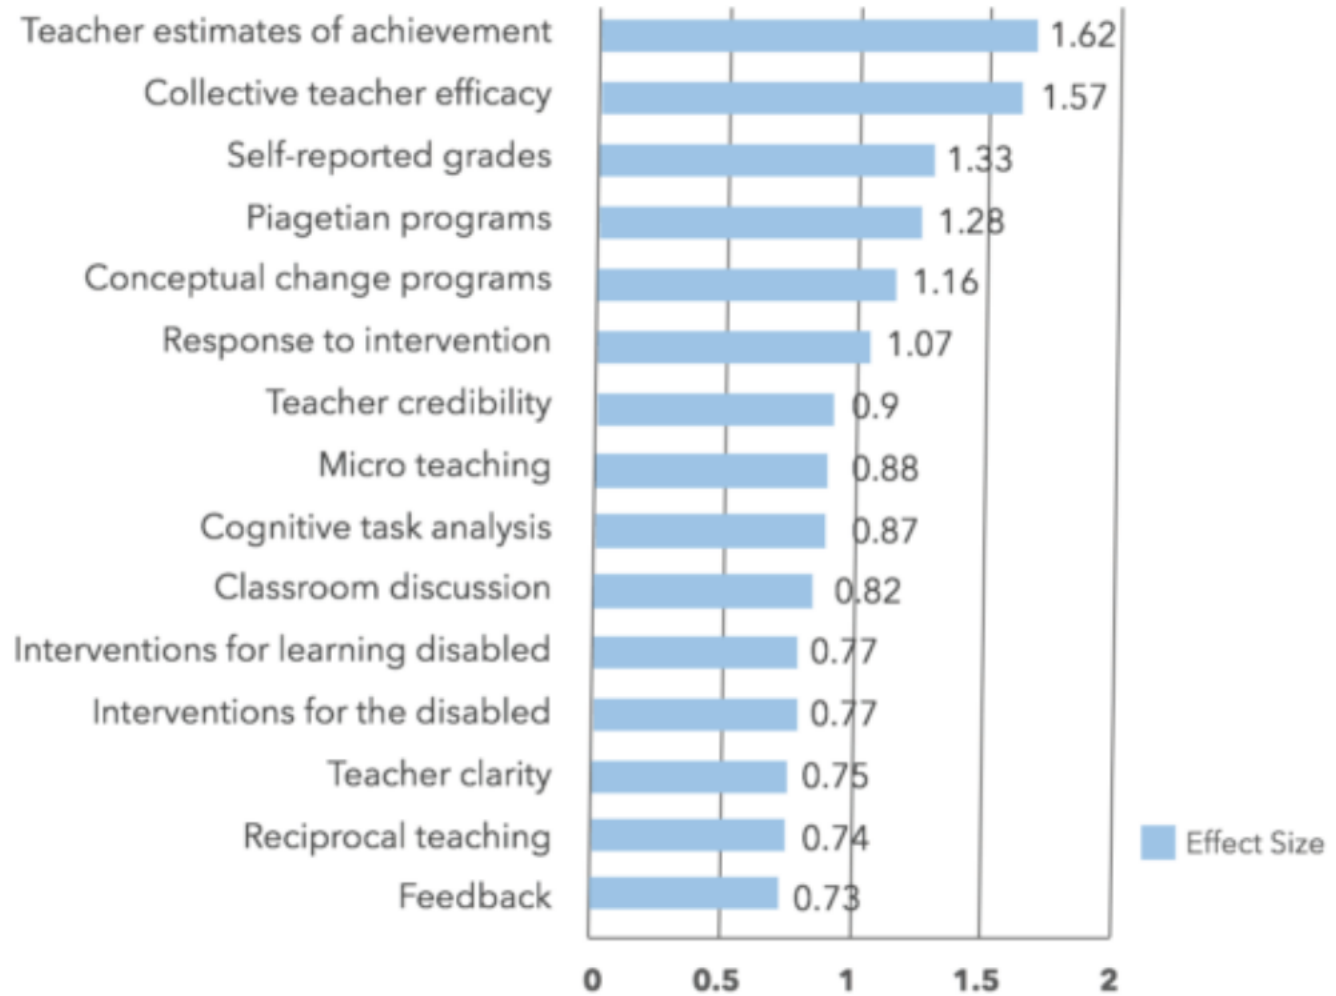 Teacher estimates of achievement 1.62
Collective teacher efficacy 1.57
Self-reported grades 1.33
Piagetian programs 1.28
Conceptual change programs 1.16
Response to intervention 1.07
Teacher credibility 0.9
Micro teaching 0.88
Cognitive task analysis 0.87
Classroom discussion 0.82
Interventions for learning disabled 0.77
Interventions for the disabled 0.77
Teacher clarity 0.75
Reciprocal teaching 0.74
Effect Size
Feedback 0.73
0 0.5 1 1.5 2